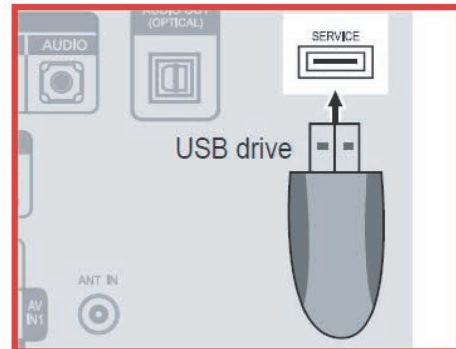 AUDIO OUT
(OPTICAL)
AUDIO
SERVICE
USB drive
ANT IN
AV
IN1